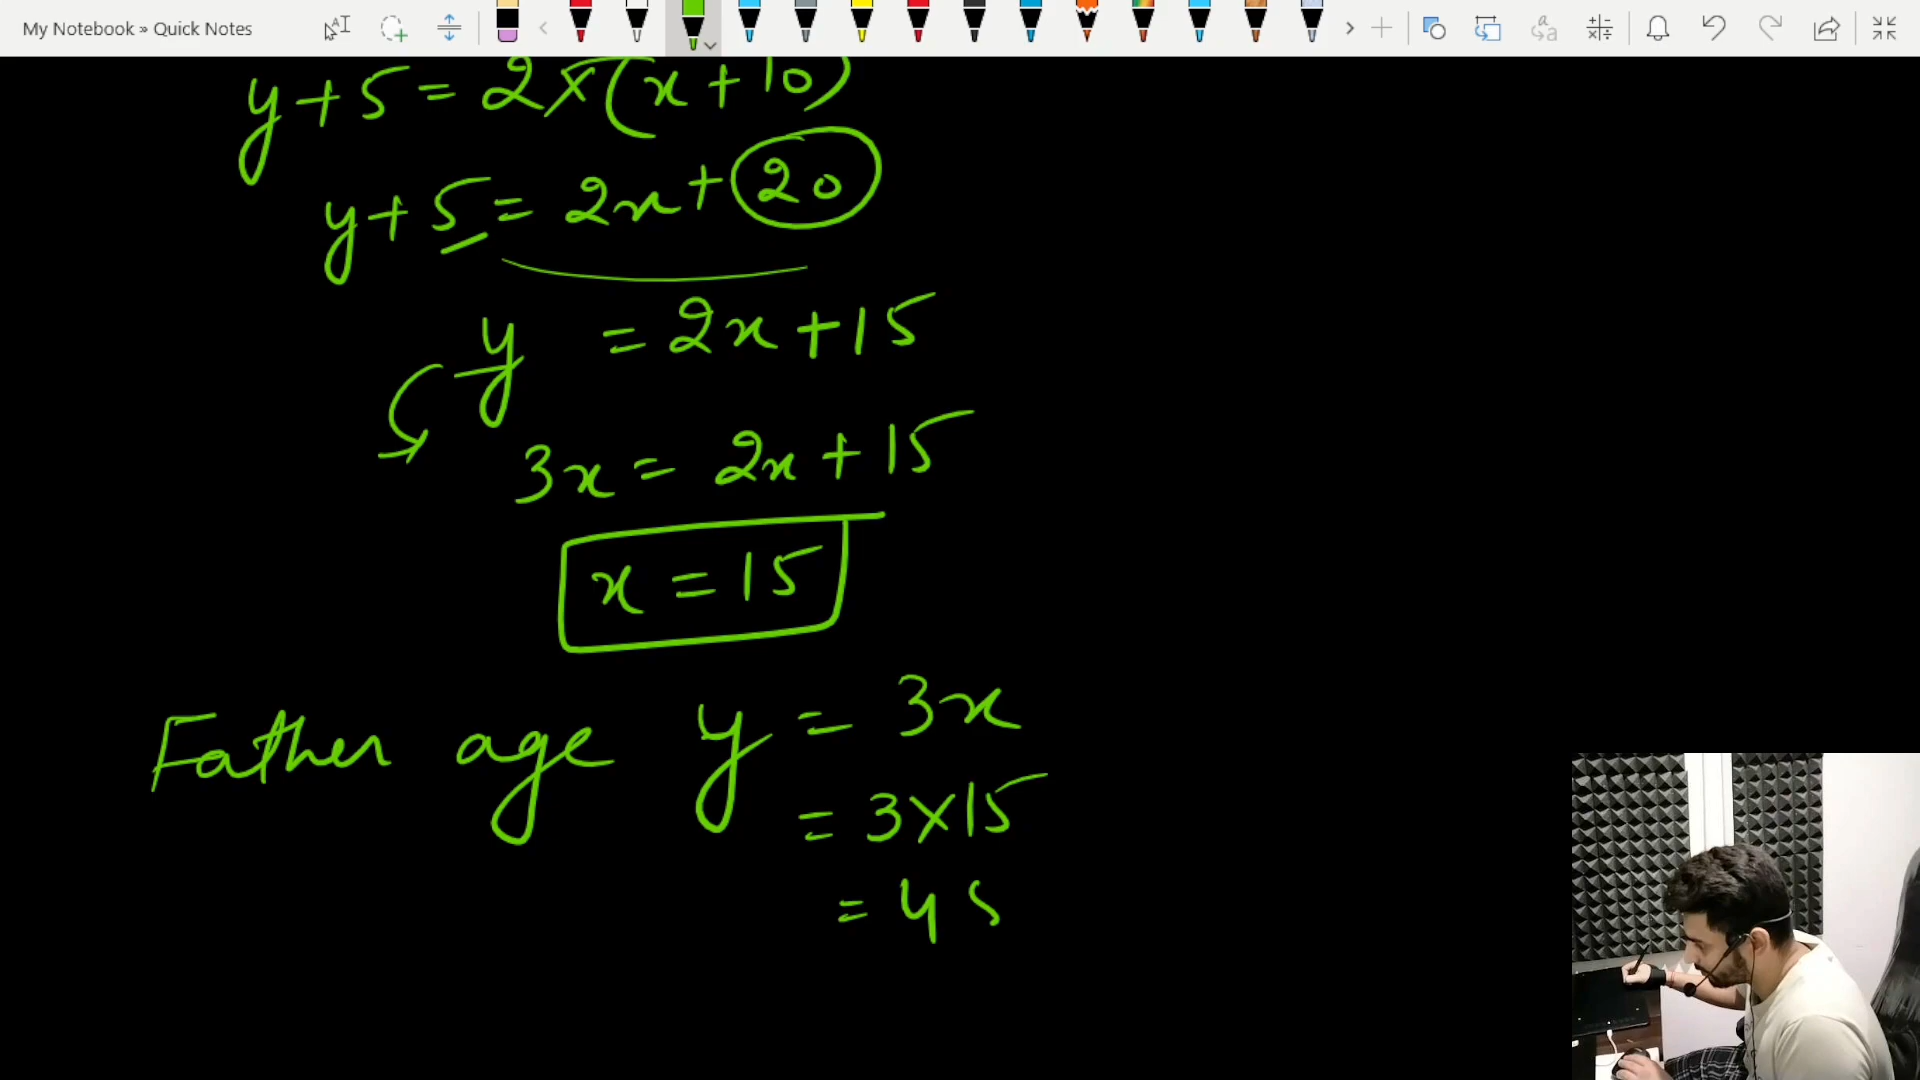 My Notebook » Quick Notes
y+5=2×(x+10)
y+5=2x+20
y =2x+15
3x=2x+15
x=15
Father age y=3x
=3×15
=45